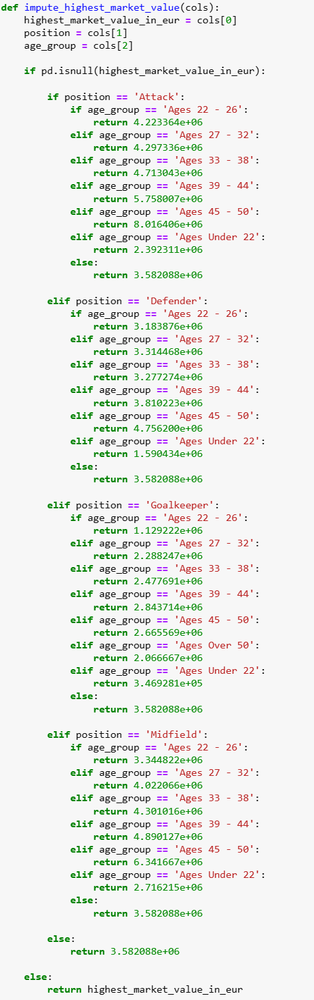 def impute_highest_market_value(cols):
    highest_market_value_in_eur = cols[0]
    position = cols[1]
    age_group = cols[2]

    if pd.isnull(highest_market_value_in_eur):

        if position == 'Attack':
            if age_group == 'Ages 22 - 26':
                return 4.223364e+06
            elif age_group == 'Ages 27 - 32':
                return 4.297336e+06
            elif age_group == 'Ages 33 - 38':
                return 4.713043e+06
            elif age_group == 'Ages 39 - 44':
                return 5.758007e+06
            elif age_group == 'Ages 45 - 50':
                return 8.016406e+06
            elif age_group == 'Ages Under 22':
                return 2.392311e+06
            else:
                return 3.582088e+06

        elif position == 'Defender':
            if age_group == 'Ages 22 - 26':
                return 3.183876e+06
            elif age_group == 'Ages 27 - 32':
                return 3.314468e+06
            elif age_group == 'Ages 33 - 38':
                return 3.277274e+06
            elif age_group == 'Ages 39 - 44':
                return 3.810223e+06
            elif age_group == 'Ages 45 - 50':
                return 4.756200e+06
            elif age_group == 'Ages Under 22':
                return 1.590434e+06
            else:
                return 3.582088e+06

        elif position == 'Goalkeeper':
            if age_group == 'Ages 22 - 26':
                return 1.129222e+06
            elif age_group == 'Ages 27 - 32':
                return 2.288247e+06
            elif age_group == 'Ages 33 - 38':
                return 2.477691e+06
            elif age_group == 'Ages 39 - 44':
                return 2.843714e+06
            elif age_group == 'Ages 45 - 50':
                return 2.665569e+06
            elif age_group == 'Ages Over 50':
                return 2.066667e+06
            elif age_group == 'Ages Under 22':
                return 3.469281e+05
            else:
                return 3.582088e+06

        elif position == 'Midfield':
            if age_group == 'Ages 22 - 26':
                return 3.344822e+06
            elif age_group == 'Ages 27 - 32':
                return 4.022066e+06
            elif age_group == 'Ages 33 - 38':
                return 4.301016e+06
            elif age_group == 'Ages 39 - 44':
                return 4.890127e+06
            elif age_group == 'Ages 45 - 50':
                return 6.341667e+06
            elif age_group == 'Ages Under 22':
                return 2.716215e+06
            else:
                return 3.582088e+06

        else:
            return 3.582088e+06

    else:
        return highest_market_value_in_eur